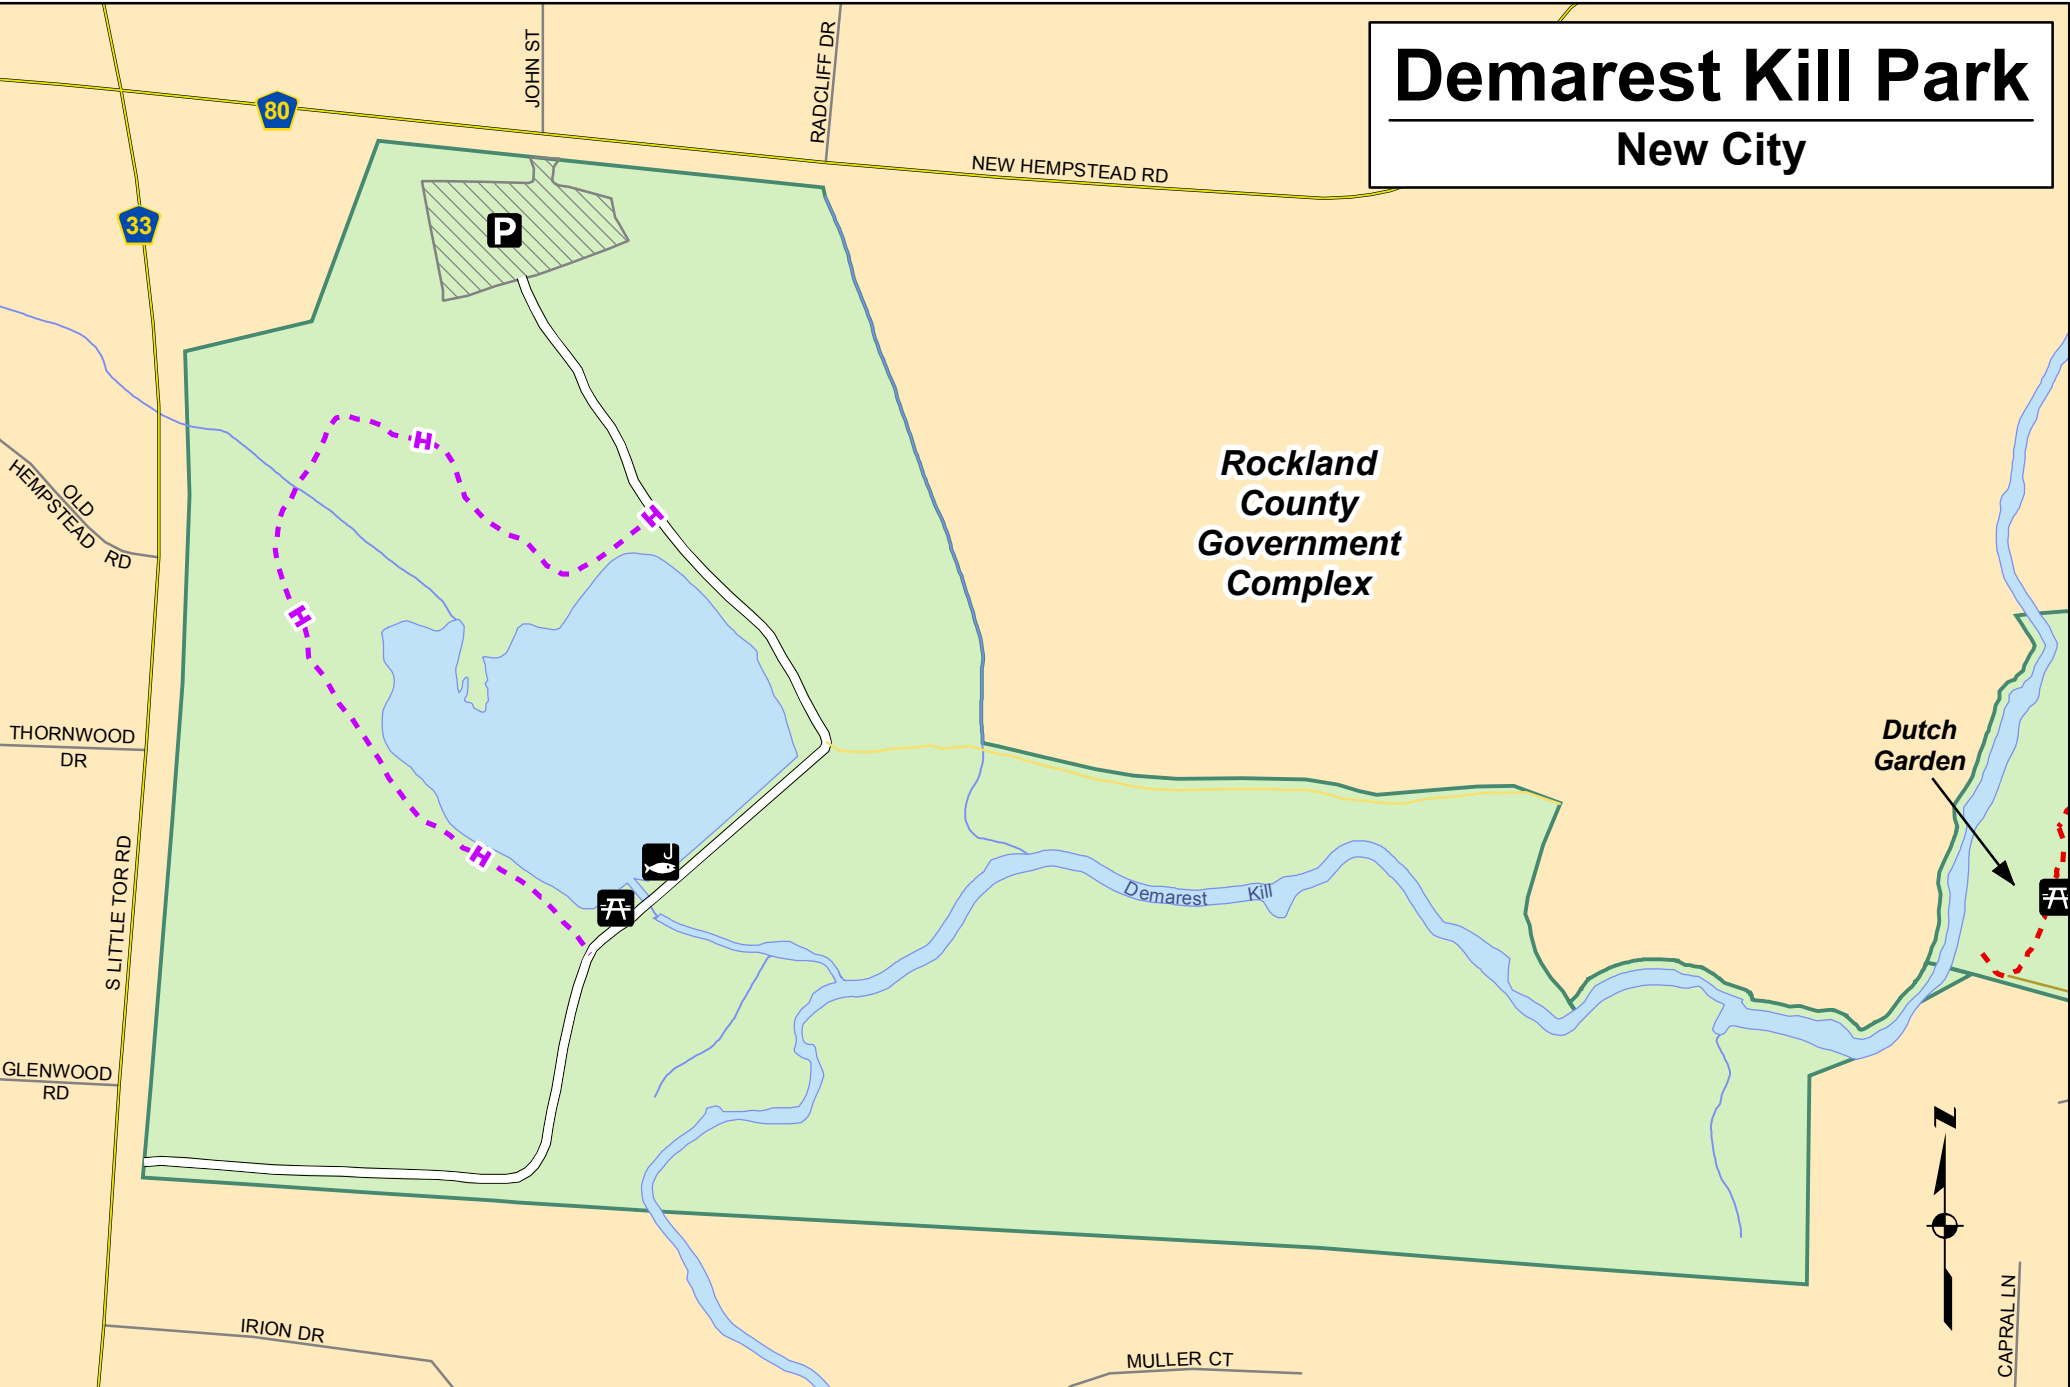 Demarest Kill Park
New City
JOHN ST
RADCLIFF DR
80
NEW HEMPSTEAD RD
33
P
OLD
HEMPSTEAD RD
H
H
H
H
Rockland
County
Government
Complex
THORNWOOD
DR
Dutch
Garden
S LITTLE TOR RD
Demarest Kill
GLENWOOD
RD
N
IRION DR
MULLER CT
CAPRAL LN